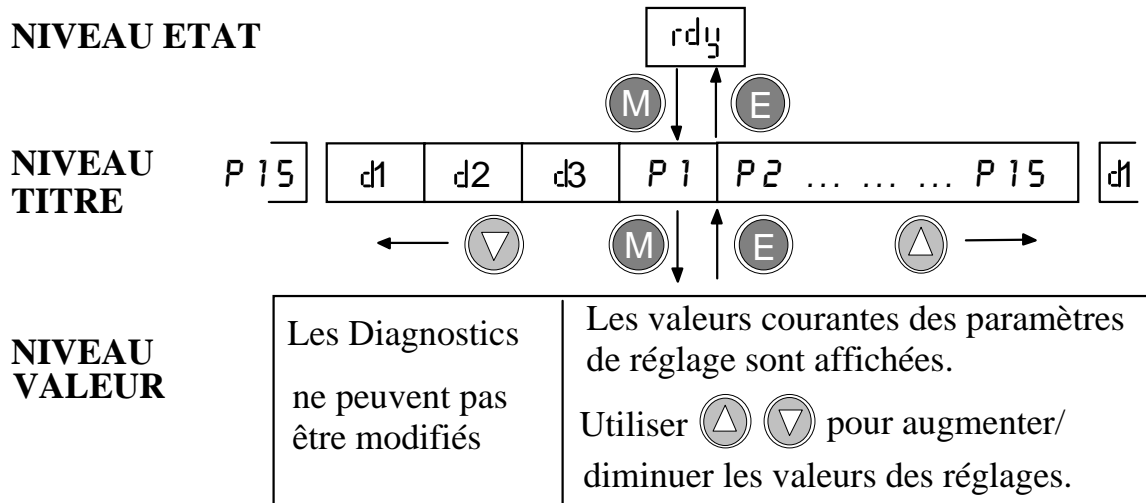 NIVEAU ETAT
rdy
M E
NIVEAU TITRE
P 15 d1 d2 d3 P 1 P 2 ... ... ... P 15 d1
M E
NIVEAU VALEUR
Les Diagnostics
ne peuvent pas
être modifiés
Les valeurs courantes des paramètres
de réglage sont affichées.
Utiliser pour augmenter/
diminuer les valeurs des réglages.